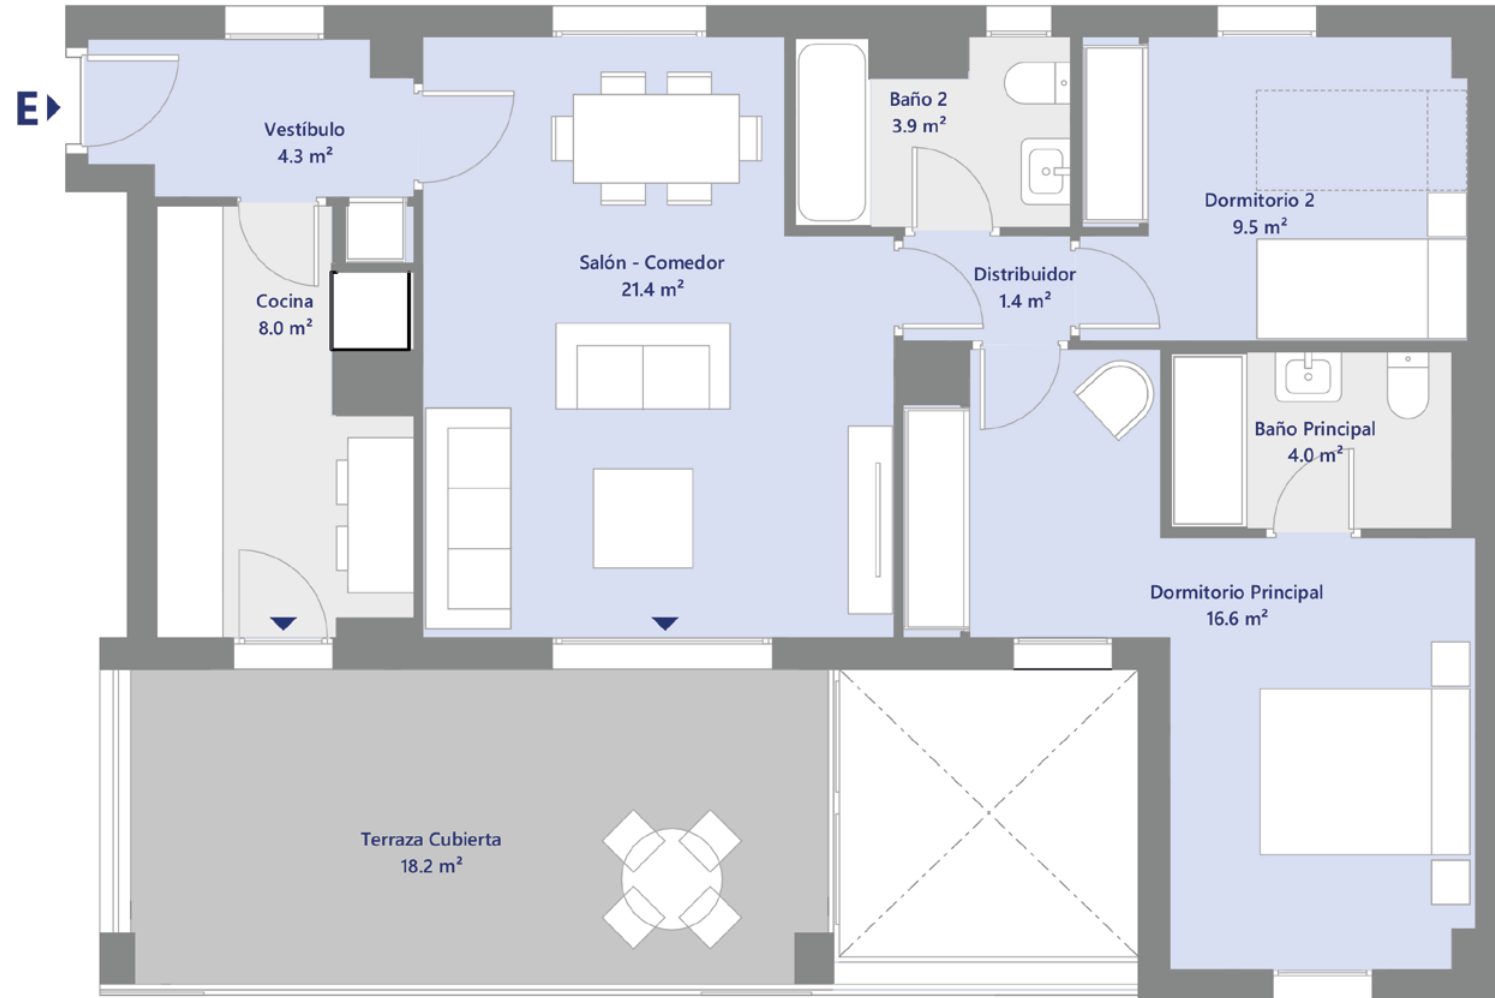 E
Vestíbulo
4.3 m²
Cocina
8.0 m²
Salón - Comedor
21.4 m²
Baño 2
3.9 m²
Distribuidor
1.4 m²
Dormitorio 2
9.5 m²
Baño Principal
4.0 m²
Dormitorio Principal
16.6 m²
Terraza Cubierta
18.2 m²